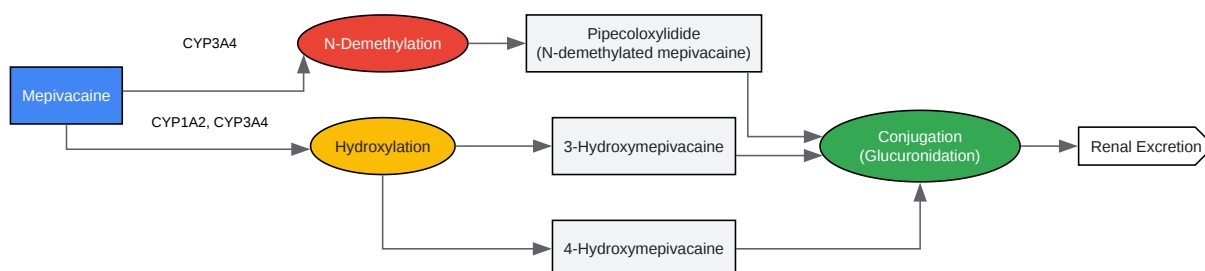 CYP3A4
N-Demethylation
Pipecoloxylidide
(N-demethylated mepivacaine)
Mepivacaine
CYP1A2, CYP3A4
Hydroxylation
3-Hydroxymepivacaine
Conjugation
(Glucuronidation)
Renal Excretion
4-Hydroxymepivacaine